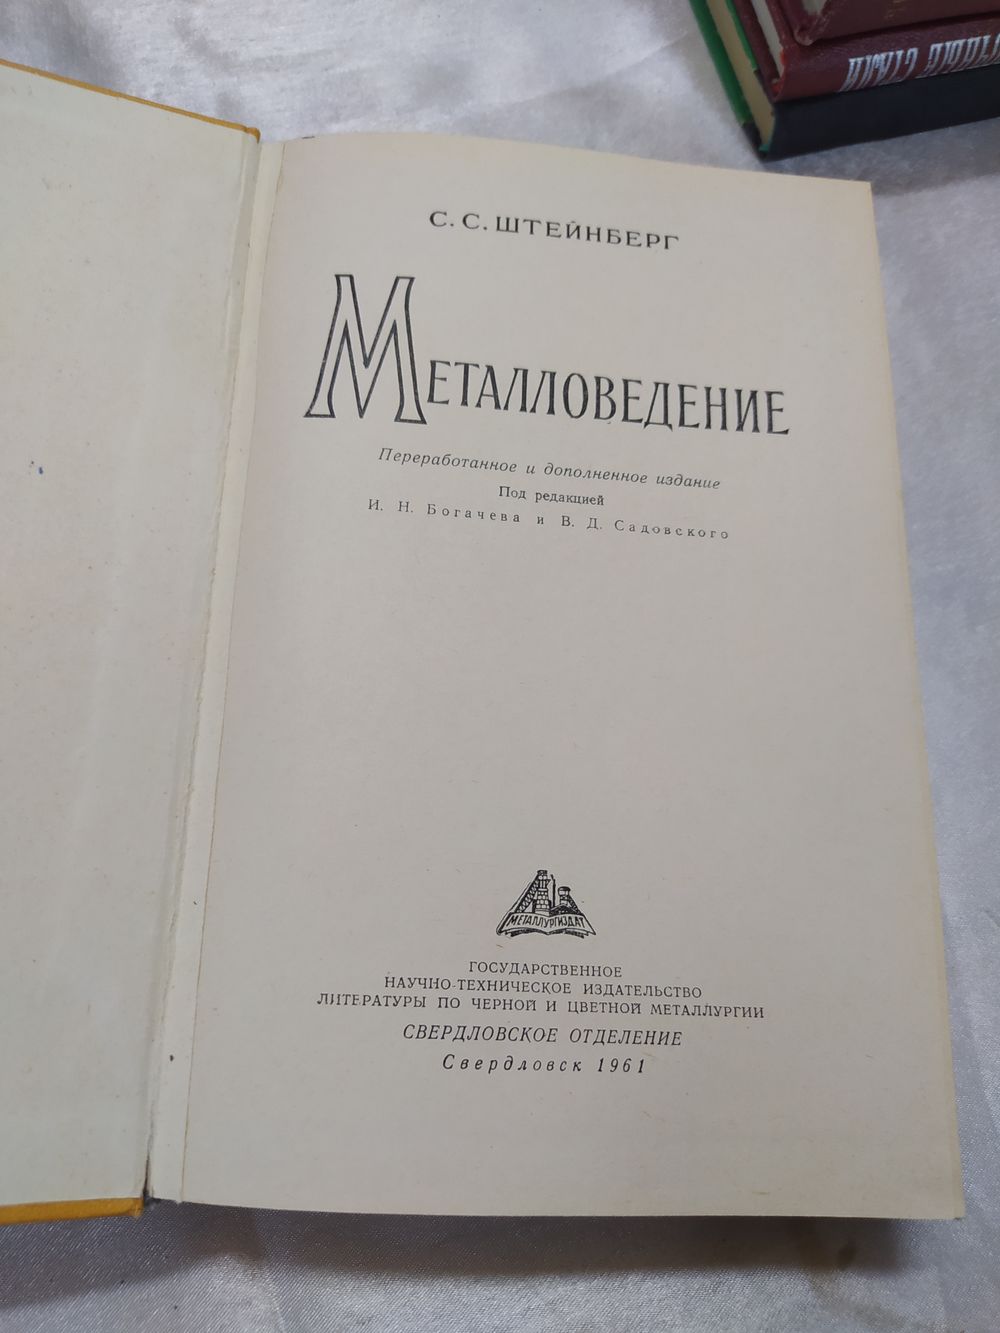 С. С. ШТЕЙНБЕРГ
МЕТАЛЛОВЕДЕНИЕ
Переработанное и дополненное издание
Под редакцией
И. Н. Богачева и В. Д. Садовского
МЕТАЛЛУРГИЗДАТ
ГОСУДАРСТВЕННОЕ
НАУЧНО-ТЕХНИЧЕСКОЕ ИЗДАТЕЛЬСТВО
ЛИТЕРАТУРЫ ПО ЧЕРНОЙ И ЦВЕТНОЙ МЕТАЛЛУРГИИ
СВЕРДЛОВСКОЕ ОТДЕЛЕНИЕ
Свердловск 1961